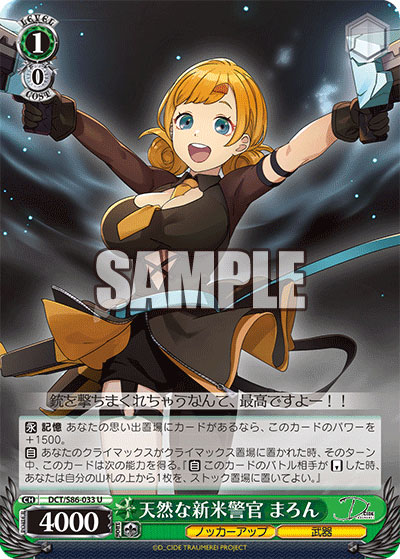 LEVEL
1
0
COST
SAMPLE
銃を撃ちまくれちゃうなんて、最高ですよー！！
永 記憶 あなたの思い出置場にカードがあるなら、このカードのパワーを
+1500。
自 あなたのクライマックスがクライマックス置場に置かれた時、そのターン
中、このカードは次の能力を得る。『自 このカードのバトル相手が した時、
あなたは自分の山札の上から1枚を、ストック置場に置いてよい。』
CH DCT/S86-033 U
4000
天然な新米警官 まろん
ノッカーアップ 武器
©D_CIDE TRAUMEREI PROJECT